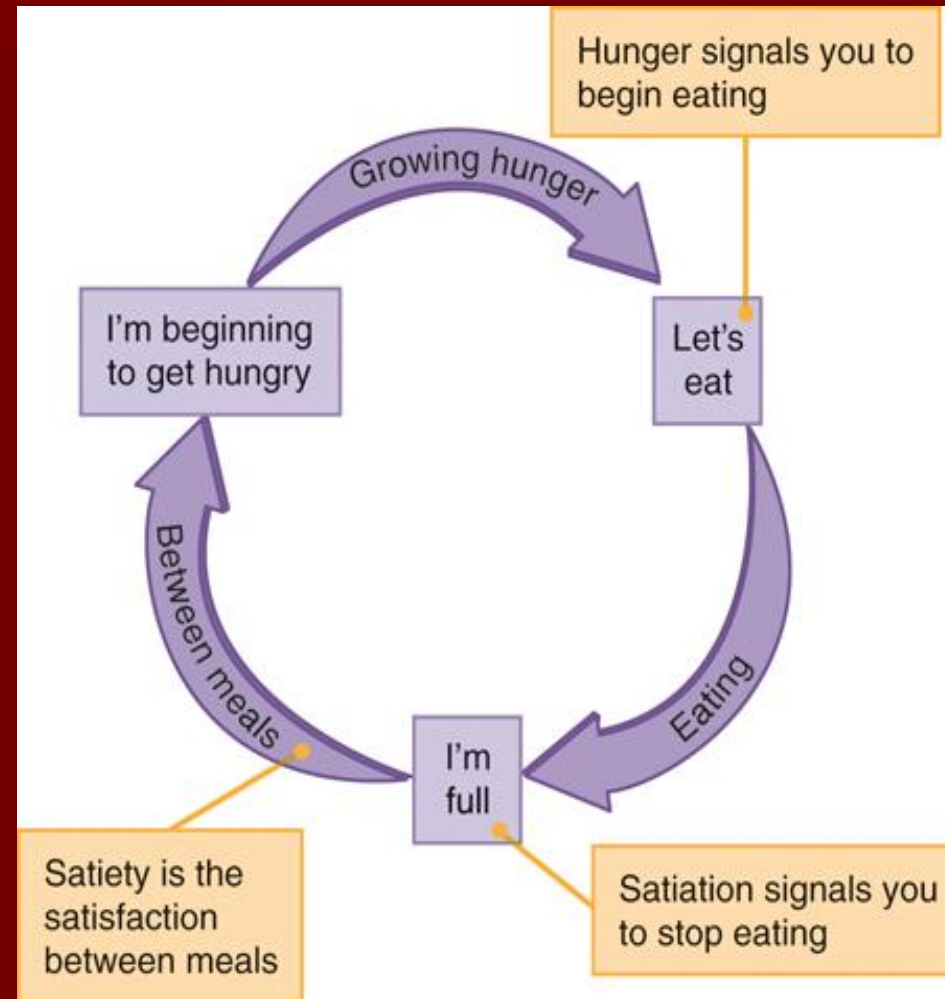 Hunger signals you to
begin eating
Growing hunger
I'm beginning
to get hungry
Let's
eat
Between meals
Eating
I'm
full
Satiety is the
satisfaction
between meals
Satiation signals you
to stop eating